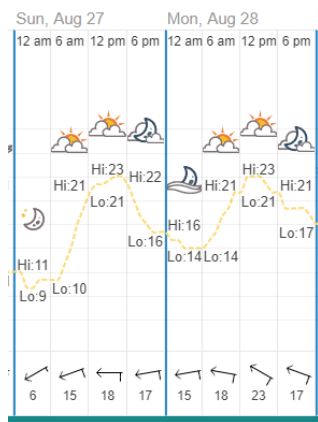 Sun, Aug 27 Mon, Aug 28
12 am 6 am 12 pm 6 pm 12 am 6 am 12 pm 6 pm
Hi:23 Hi:23
Hi:21 Hi:22 Hi:21 Hi:21
Lo:21 Lo:21
Hi:16
Lo:16 Lo:17
Lo:14 Lo:14
Hi:11
Lo:9 Lo:10
6 15 18 17 15 18 23 17